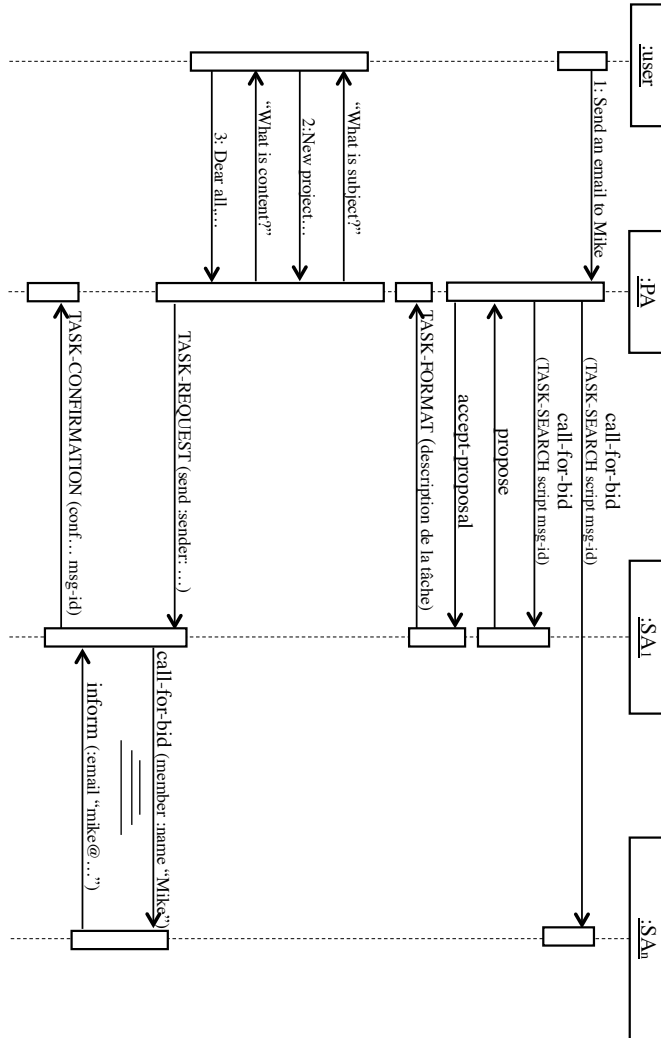 :user
:PA
:SA1
:SAn
1: Send an email to Mike
call-for-bid
(TASK-SEARCH script msg-id)
call-for-bid
(TASK-SEARCH script msg-id)
propose
accept-proposal
TASK-FORMAT (description de la tâche)
“What is subject?”
2:New project…
“What is content?”
3: Dear all,…
TASK-REQUEST (send :sender: …)
call-for-bid (member :name “Mike”)
inform (:email “mike@…”)
TASK-CONFIRMATION (conf… msg-id)